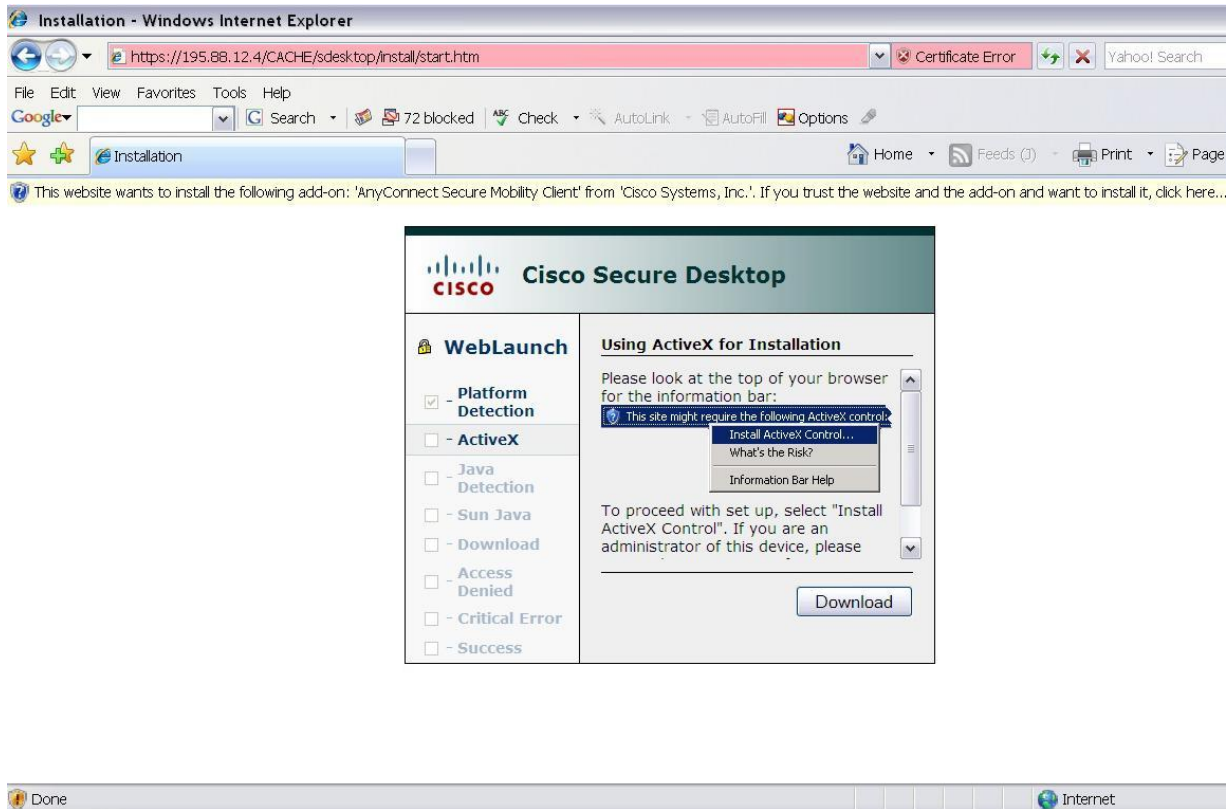 Installation - Windows Internet Explorer
https://195.88.12.4/CACHE/sdesktop/install/start.htm
Certificate Error
Yahoo! Search
File Edit View Favorites Tools Help
Google
G Search
72 blocked
ABC Check
AutoLink
AutoFill
Options
Installation
Home
Feeds (J)
Print
Page
This website wants to install the following add-on: 'AnyConnect Secure Mobility Client' from 'Cisco Systems, Inc.'. If you trust the website and the add-on and want to install it, click here...
CISCO
Cisco Secure Desktop
WebLaunch
- Platform
Detection
- ActiveX
- Java
Detection
- Sun Java
- Download
- Access
Denied
- Critical Error
- Success
Using ActiveX for Installation
Please look at the top of your browser
for the information bar:
This site might require the following ActiveX control:
Install ActiveX Control...
What's the Risk?
Information Bar Help
To proceed with set up, select "Install
ActiveX Control". If you are an
administrator of this device, please
Download
Done
Internet